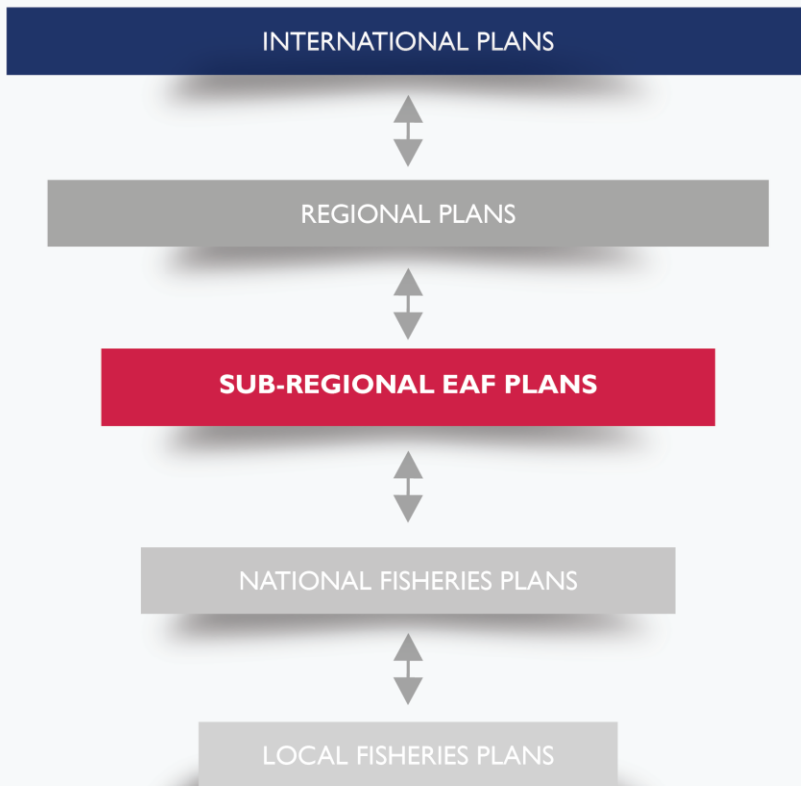 INTERNATIONAL PLANS
REGIONAL PLANS
SUB-REGIONAL EAF PLANS
NATIONAL FISHERIES PLANS
LOCAL FISHERIES PLANS